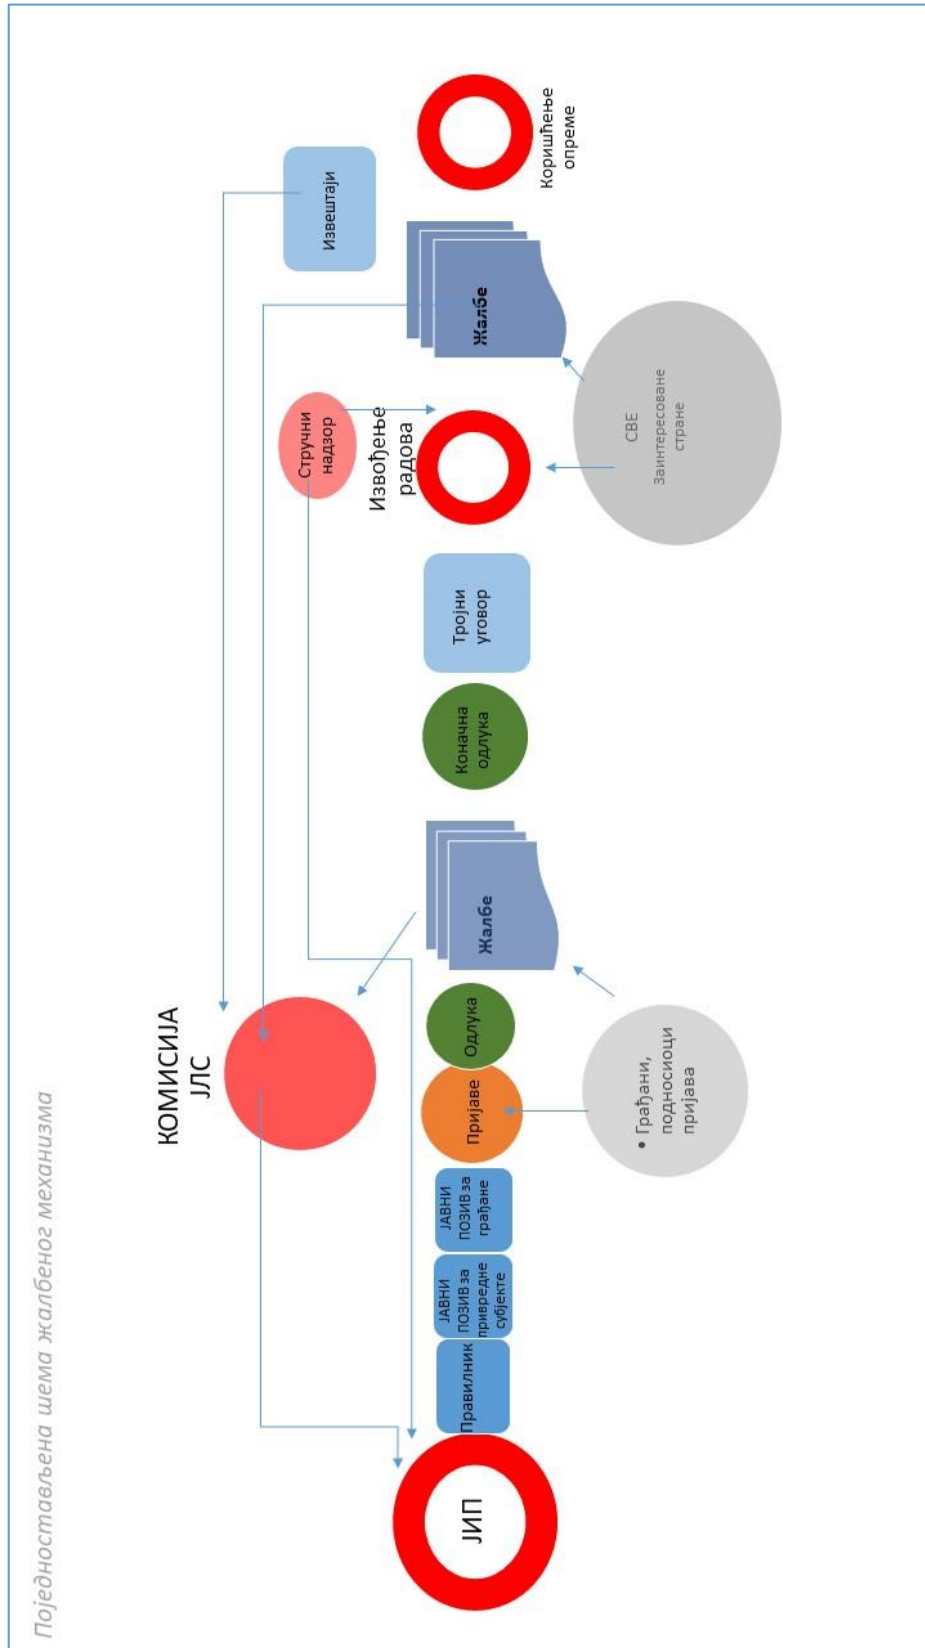 Поједностављена шема жалбеног механизма
КОМИСИЈА
ЈЛС
Стручни
надзор
Извештаји
Извођење
радова
ЈИП
Правилник
ЈАВНИ
ПОЗИВ за
привредне
субјекте
ЈАВНИ
ПОЗИВ за
грађане
Пријаве
Одлука
Жалбе
Коначна
одлука
Тројни
уговор
Жалбе
Коришћење
опреме
• Грађани,
подносиоци
пријава
СВЕ
Заинтересоване
стране